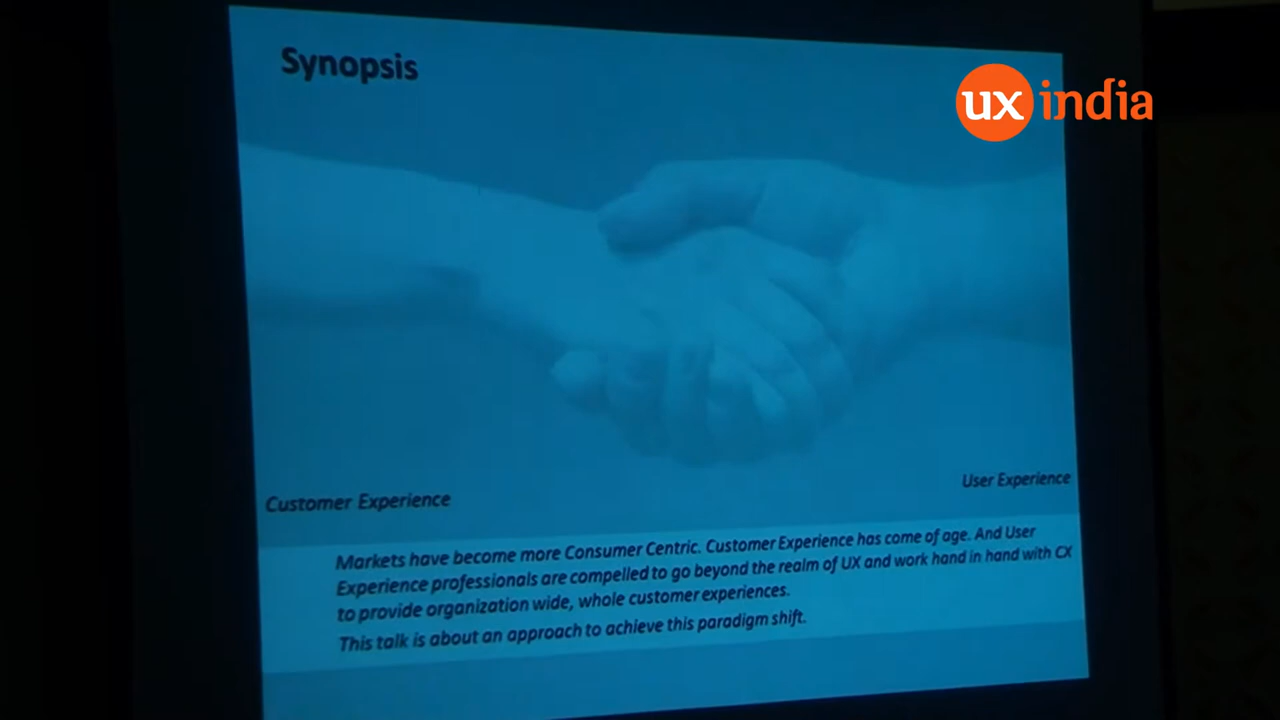 Synopsis
ux india
Customer Experience
User Experience
Markets have become more Consumer Centric. Customer Experience has come of age. And User
Experience professionals are compelled to go beyond the realm of UX and work hand in hand with CX
to provide organization wide, whole customer experiences.
This talk is about an approach to achieve this paradigm shift.